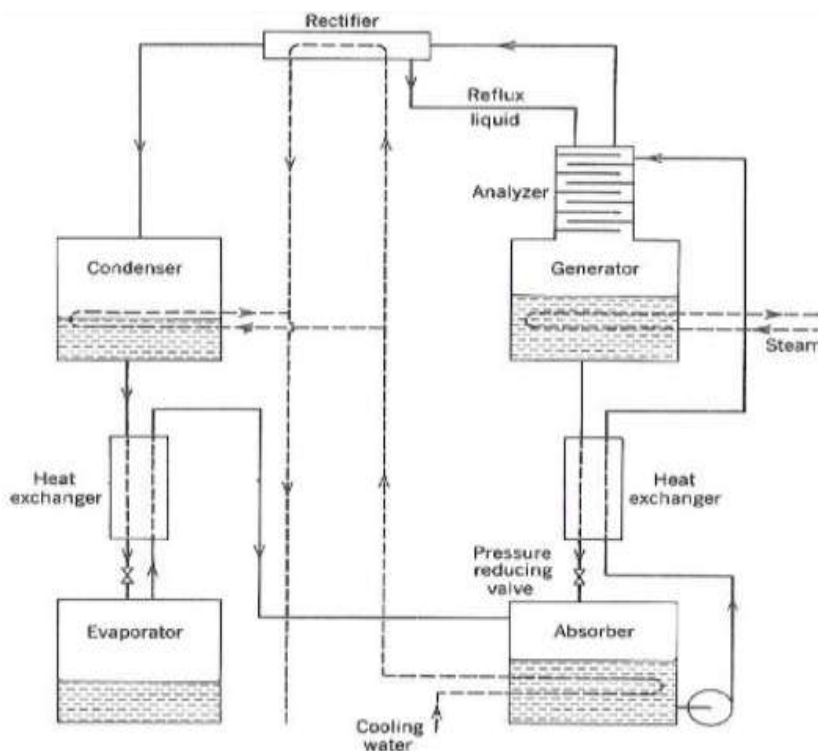 Rectifier
Reflux
liquid
Analyzer
Condenser
Generator
Steam
Heat
exchanger
Heat
exchanger
Pressure
reducing
valve
Evaporator
Absorber
Cooling
water